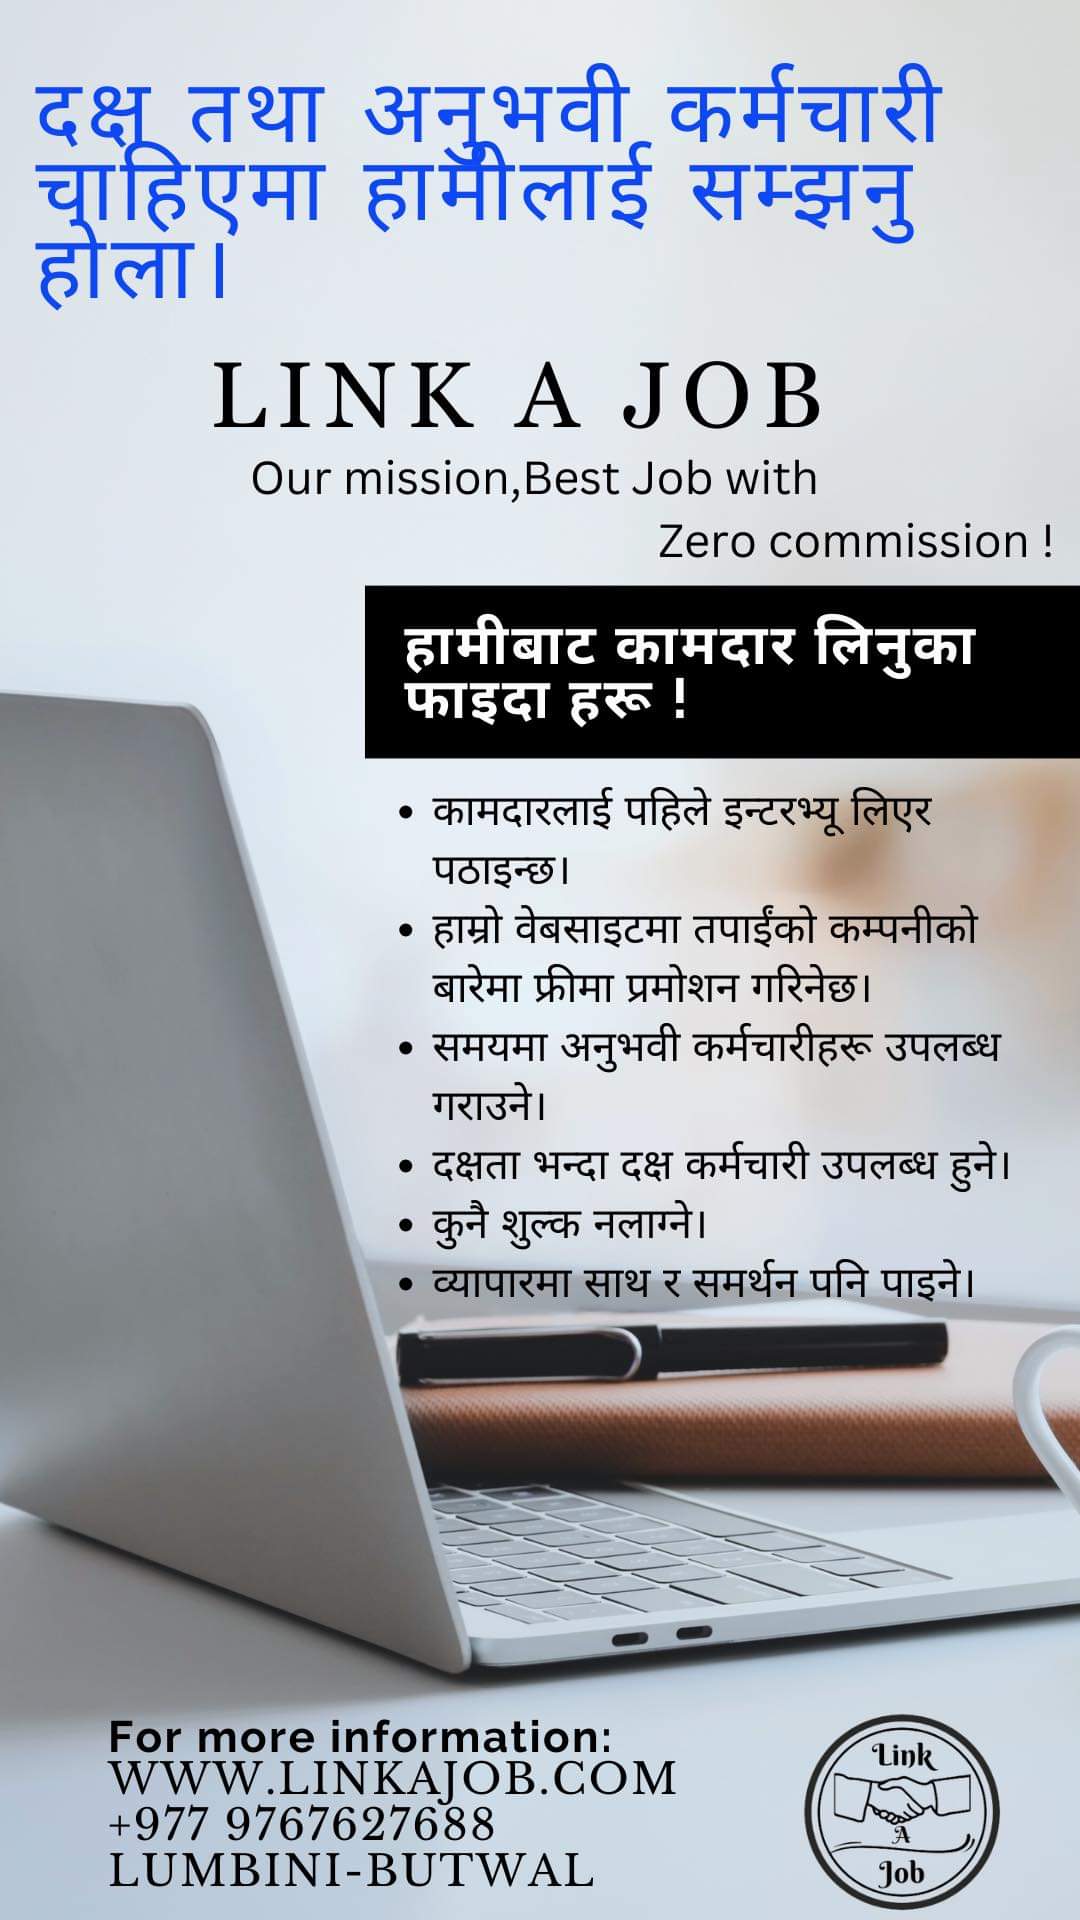 दक्ष तथा अनुभवी कर्मचारी
चाहिएमा हामीलाई सम्झनु
होला।
LINK A JOB
Our mission,Best Job with
Zero commission !
हामीबाट कामदार लिनुका
फाइदा हरू !
• कामदारलाई पहिले इन्टरभ्यू लिएर
पठाइन्छ।
• हाम्रो वेबसाइटमा तपाईंको कम्पनीको
बारेमा फ्रीमा प्रमोशन गरिनेछ।
• समयमा अनुभवी कर्मचारीहरू उपलब्ध
गराउने।
• दक्षता भन्दा दक्ष कर्मचारी उपलब्ध हुने।
• कुनै शुल्क नलाग्ने।
• व्यापारमा साथ र समर्थन पनि पाइने।
For more information:
WWW.LINKAJOB.COM
+977 9767627688
LUMBINI-BUTWAL
Link
A
Job